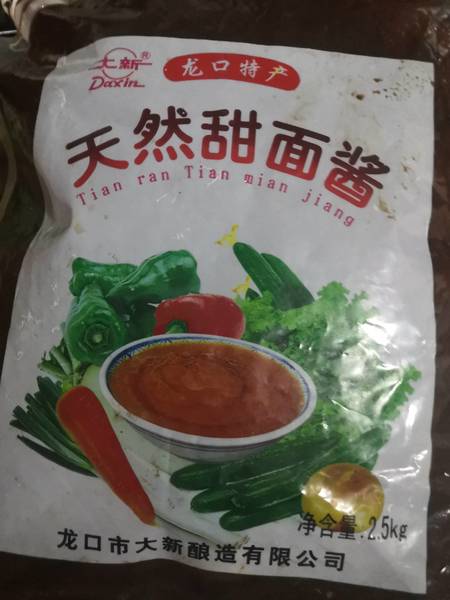 大新®
Daxin
龙口特产
天然甜面酱
Tian ran Tian mian jiang
净含量:2.5kg
龙口市大新酿造有限公司